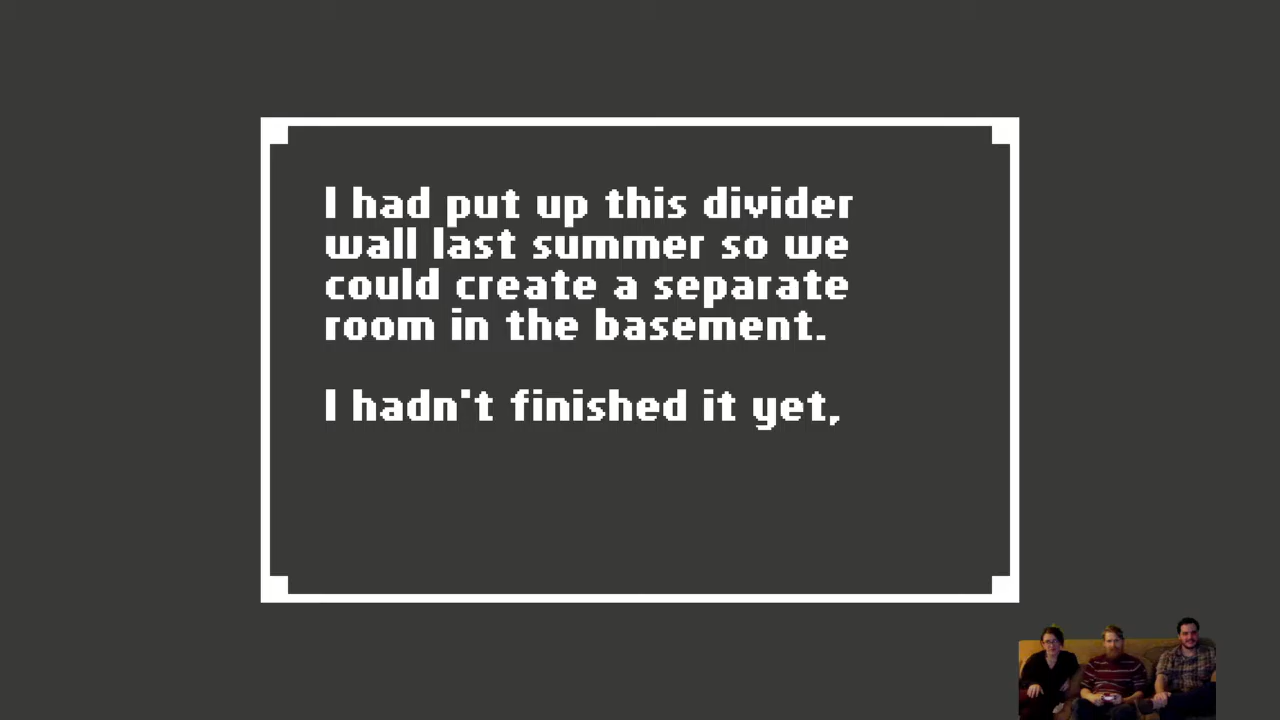 I had put up this divider
wall last summer so we
could create a separate
room in the basement.
I hadn't finished it yet,